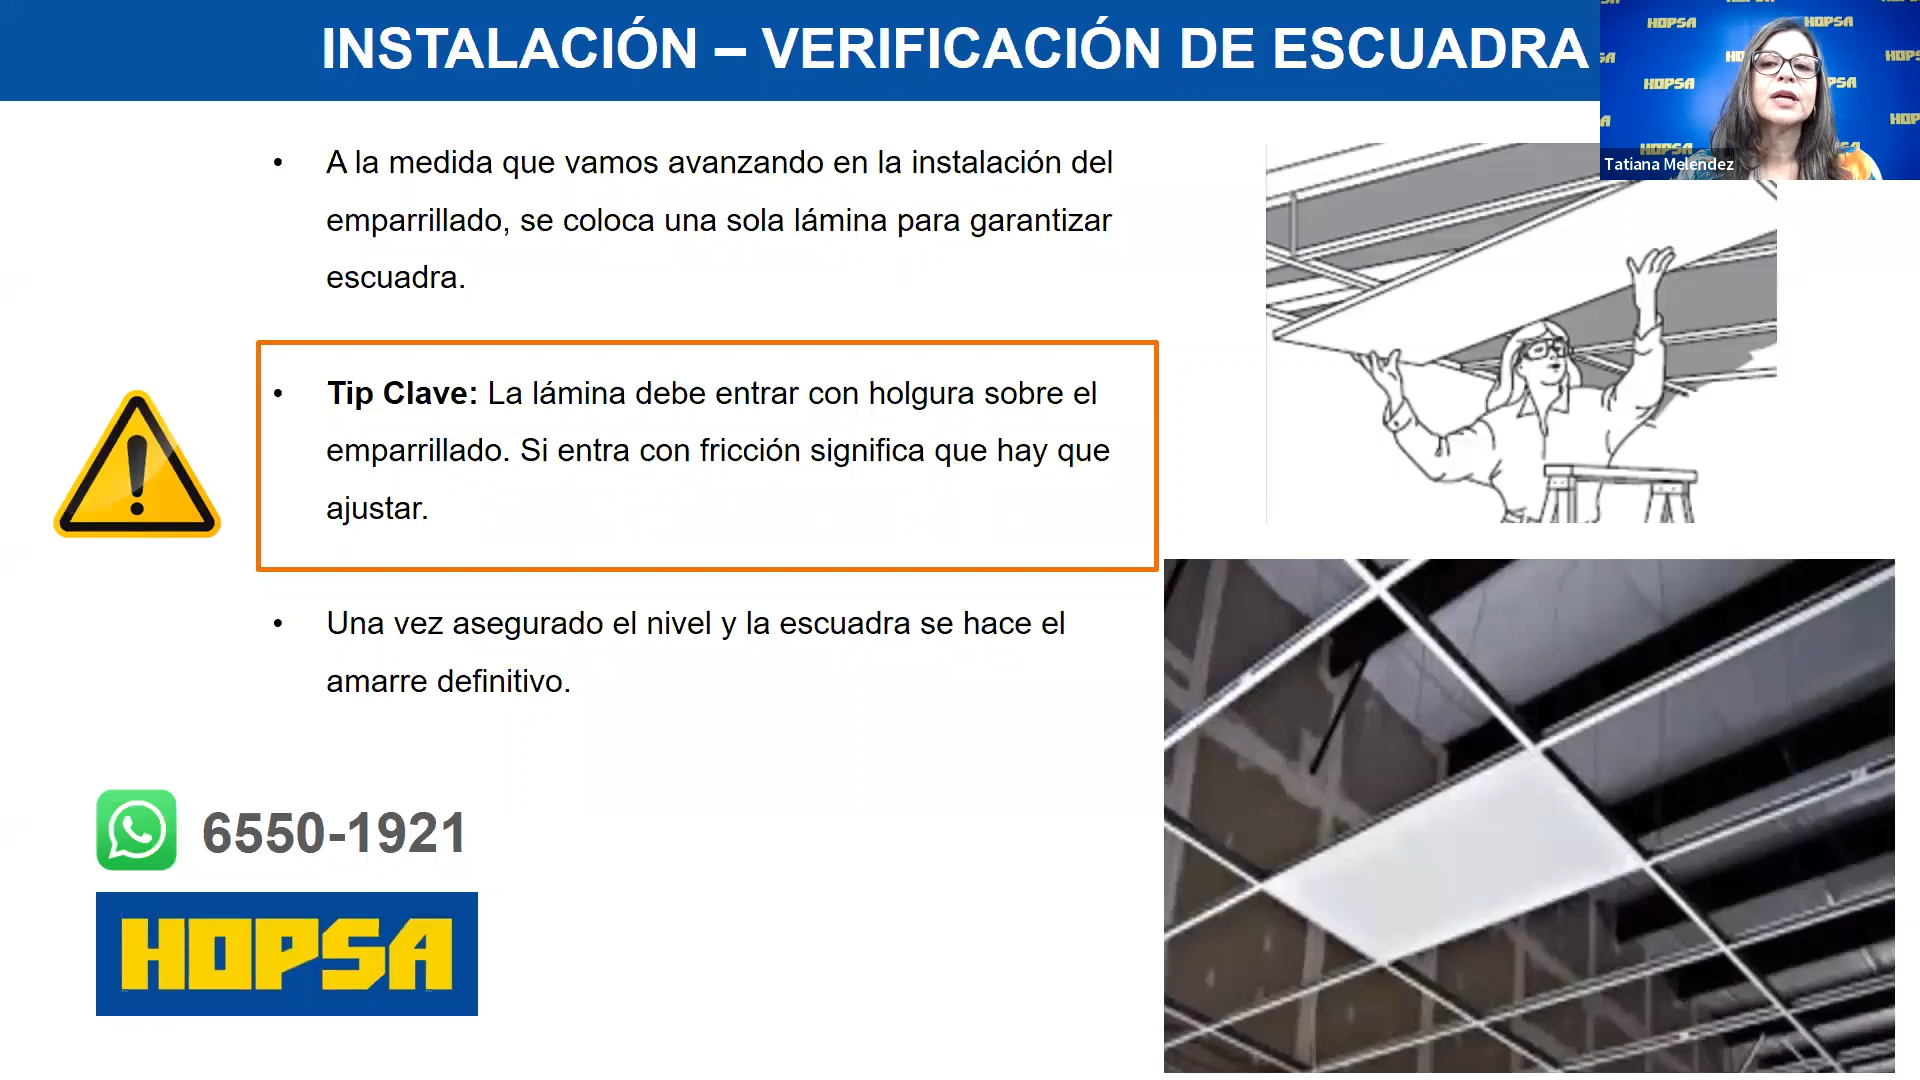 INSTALACIÓN – VERIFICACIÓN DE ESCUADRA
HOPSA
HOPSA
HOPSA
HOPSA
Tatiana Melendez
• A la medida que vamos avanzando en la instalación del
emparrillado, se coloca una sola lámina para garantizar
escuadra.
• Tip Clave: La lámina debe entrar con holgura sobre el
emparrillado. Si entra con fricción significa que hay que
ajustar.
• Una vez asegurado el nivel y la escuadra se hace el
amarre definitivo.
6550-1921
HOPSA